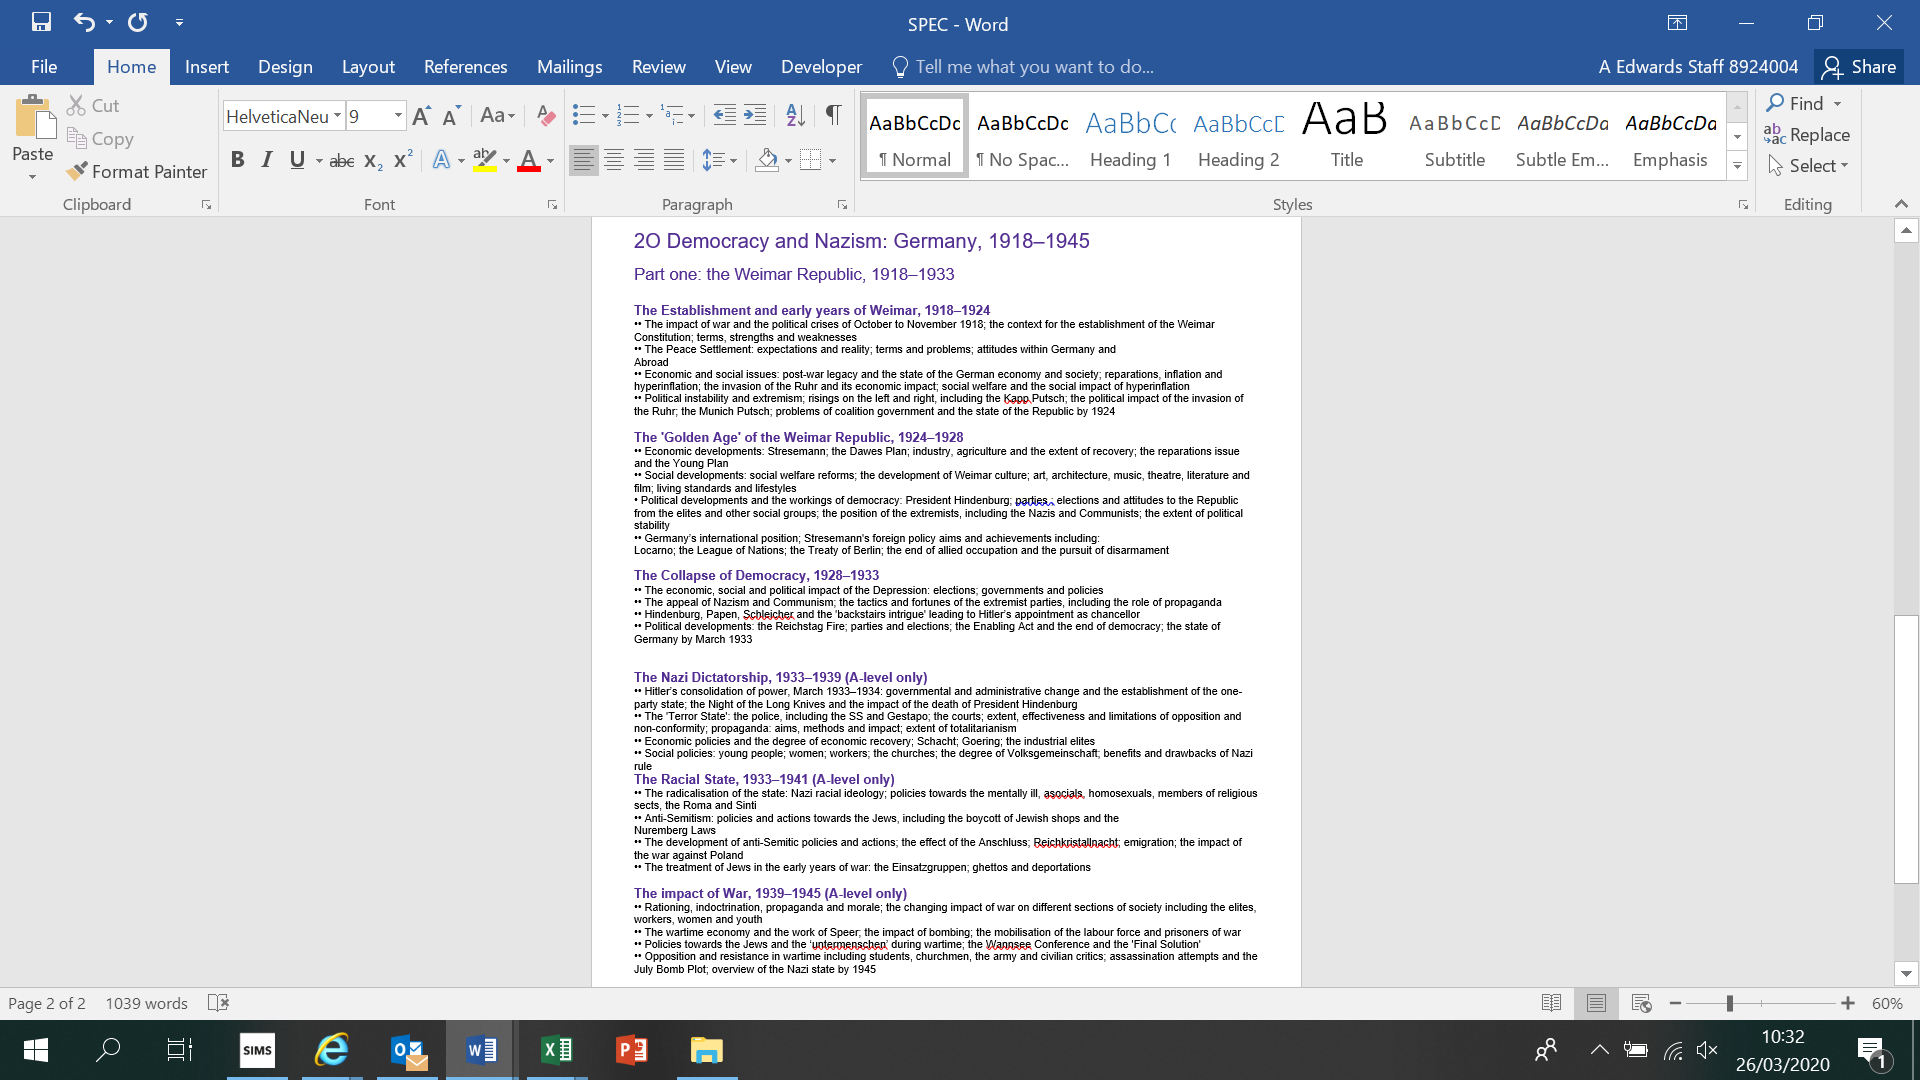 SPEC - Word
File Home Insert Design Layout References Mailings Review View Developer Tell me what you want to do... A Edwards Staff 8924004 Share
Paste Cut Copy Format Painter
Clipboard
HelveticaNeu 9
Font
Paragraph
AaBbCcDc AaBbCcDc AaBbCc AaBbCcD AaB AaBbCcD AaBbCcDc AaBbCcDc
¶ Normal ¶ No Spac... Heading 1 Heading 2 Title Subtitle Subtle Em... Emphasis
Styles
Find Replace Select
Editing
2O Democracy and Nazism: Germany, 1918–1945
Part one: the Weimar Republic, 1918–1933
The Establishment and early years of Weimar, 1918–1924
•• The impact of war and the political crises of October to November 1918; the context for the establishment of the Weimar
Constitution; terms, strengths and weaknesses
•• The Peace Settlement: expectations and reality; terms and problems; attitudes within Germany and
Abroad
•• Economic and social issues: post-war legacy and the state of the German economy and society; reparations, inflation and
hyperinflation; the invasion of the Ruhr and its economic impact; social welfare and the social impact of hyperinflation
•• Political instability and extremism; risings on the left and right, including the Kapp Putsch; the political impact of the invasion of
the Ruhr; the Munich Putsch; problems of coalition government and the state of the Republic by 1924
The 'Golden Age' of the Weimar Republic, 1924–1928
•• Economic developments: Stresemann; the Dawes Plan; industry, agriculture and the extent of recovery; the reparations issue
and the Young Plan
•• Social developments: social welfare reforms; the development of Weimar culture; art, architecture, music, theatre, literature and
film; living standards and lifestyles
• Political developments and the workings of democracy: President Hindenburg; parties ; elections and attitudes to the Republic
from the elites and other social groups; the position of the extremists, including the Nazis and Communists; the extent of political
stability
•• Germany's international position; Stresemann's foreign policy aims and achievements including:
Locarno; the League of Nations; the Treaty of Berlin; the end of allied occupation and the pursuit of disarmament
The Collapse of Democracy, 1928–1933
•• The economic, social and political impact of the Depression: elections; governments and policies
•• The appeal of Nazism and Communism; the tactics and fortunes of the extremist parties, including the role of propaganda
•• Hindenburg, Papen, Schleicher and the 'backstairs intrigue' leading to Hitler's appointment as chancellor
•• Political developments: the Reichstag Fire; parties and elections; the Enabling Act and the end of democracy; the state of
Germany by March 1933
The Nazi Dictatorship, 1933–1939 (A-level only)
•• Hitler's consolidation of power, March 1933–1934: governmental and administrative change and the establishment of the one-
party state; the Night of the Long Knives and the impact of the death of President Hindenburg
•• The 'Terror State': the police, including the SS and Gestapo; the courts; extent, effectiveness and limitations of opposition and
non-conformity; propaganda: aims, methods and impact; extent of totalitarianism
•• Economic policies and the degree of economic recovery; Schacht; Goering; the industrial elites
•• Social policies: young people; women; workers; the churches; the degree of Volksgemeinschaft; benefits and drawbacks of Nazi
rule
The Racial State, 1933–1941 (A-level only)
•• The radicalisation of the state: Nazi racial ideology; policies towards the mentally ill, asocials, homosexuals, members of religious
sects, the Roma and Sinti
•• Anti-Semitism: policies and actions towards the Jews, including the boycott of Jewish shops and the
Nuremberg Laws
•• The development of anti-Semitic policies and actions; the effect of the Anschluss; Reichkristallnacht; emigration; the impact of
the war against Poland
•• The treatment of Jews in the early years of war: the Einsatzgruppen; ghettos and deportations
The impact of War, 1939–1945 (A-level only)
•• Rationing, indoctrination, propaganda and morale; the changing impact of war on different sections of society including the elites,
workers, women and youth
•• The wartime economy and the work of Speer; the impact of bombing; the mobilisation of the labour force and prisoners of war
•• Policies towards the Jews and the 'untermenschen' during wartime; the Wannsee Conference and the 'Final Solution'
•• Opposition and resistance in wartime including students, churchmen, the army and civilian critics; assassination attempts and the
July Bomb Plot; overview of the Nazi state by 1945
Page 2 of 2 1039 words 60%
SIMS
10:32
26/03/2020
1